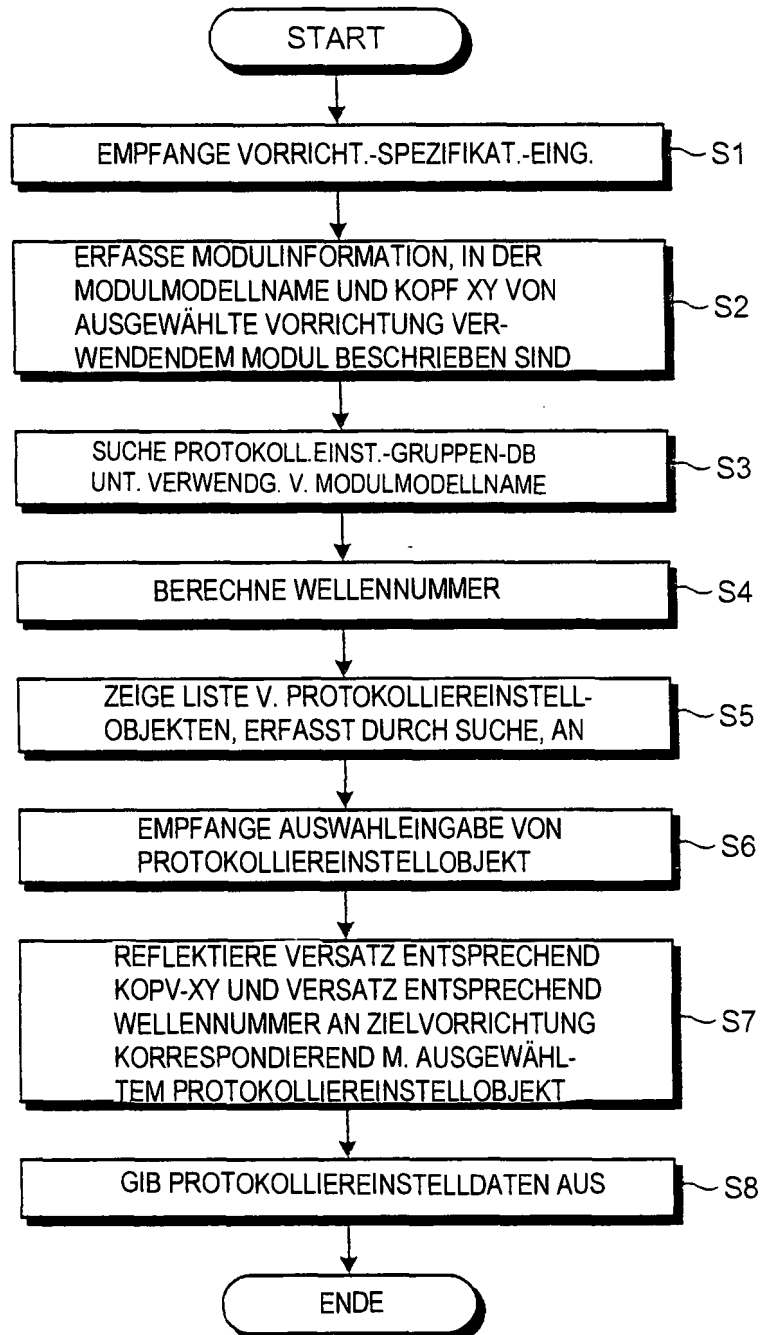 START
EMPFANGE VORRICHT.-SPEZIFIKAT.-EING.
S1
ERFASSE MODULINFORMATION, IN DER
MODULMODELLNAME UND KOPF XY VON
AUSGEWÄHLTE VORRICHTUNG VER-
WENDENDEM MODUL BESCHRIEBEN SIND
S2
SUCHE PROTOKOLL.EINST.-GRUPPEN-DB
UNT. VERWENDG. V. MODULMODELLNAME
S3
BERECHNE WELLENNUMMER
S4
ZEIGE LISTE V. PROTOKOLLIEREINSTELL-
OBJEKTEN, ERFASST DURCH SUCHE, AN
S5
EMPFANGE AUSWAHLEINGABE VON
PROTOKOLLIEREINSTELLOBJEKT
S6
REFLEKTIERE VERSATZ ENTSPRECHEND
KOPV-XY UND VERSATZ ENTSPRECHEND
WELLENNUMMER AN ZIELVORRICHTUNG
KORRESPONDIEREND M. AUSGEWÄHL-
TEM PROTOKOLLIEREINSTELLOBJEKT
S7
GIB PROTOKOLLIEREINSTELLDATEN AUS
S8
ENDE